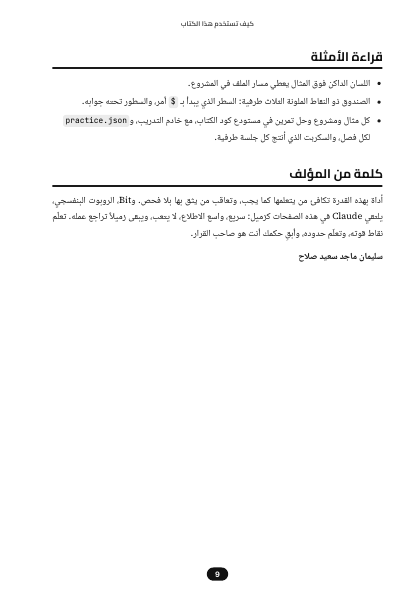 كيف تستخدم هذا الكتاب
قراءة الأمثلة
• اللسان الداكن فوق المثال يعطي مسار الملف في المشروع.
• الصندوق ذو النقاط الملونة الثلاث طرفية: السطر الذي يبدأ بـ $ أمر، والسطور تحته جوابه.
• كل مثال ومشروع وحل تمرين في مستودع كود الكتاب، مع خادم التدريب، و practice.json
لكل فصل، والسكربت الذي أنتج كل جلسة طرفية.
كلمة من المؤلف
أداة بهذه القدرة تكافئ من يتعلمها كما يجب، وتعاقب من يثق بها بلا فحص. وBit، الروبوت البنفسجي،
يلتقي Claude في هذه الصفحات كزميل: سريع، واسع الاطلاع، لا يتعب، ويبقى زميلاً تراجع عمله. تعلّم
نقاط قوته، وتعلّم حدوده، وأبقِ حكمك أنت هو صاحب القرار.
سليمان ماجد سعيد صلاح
9